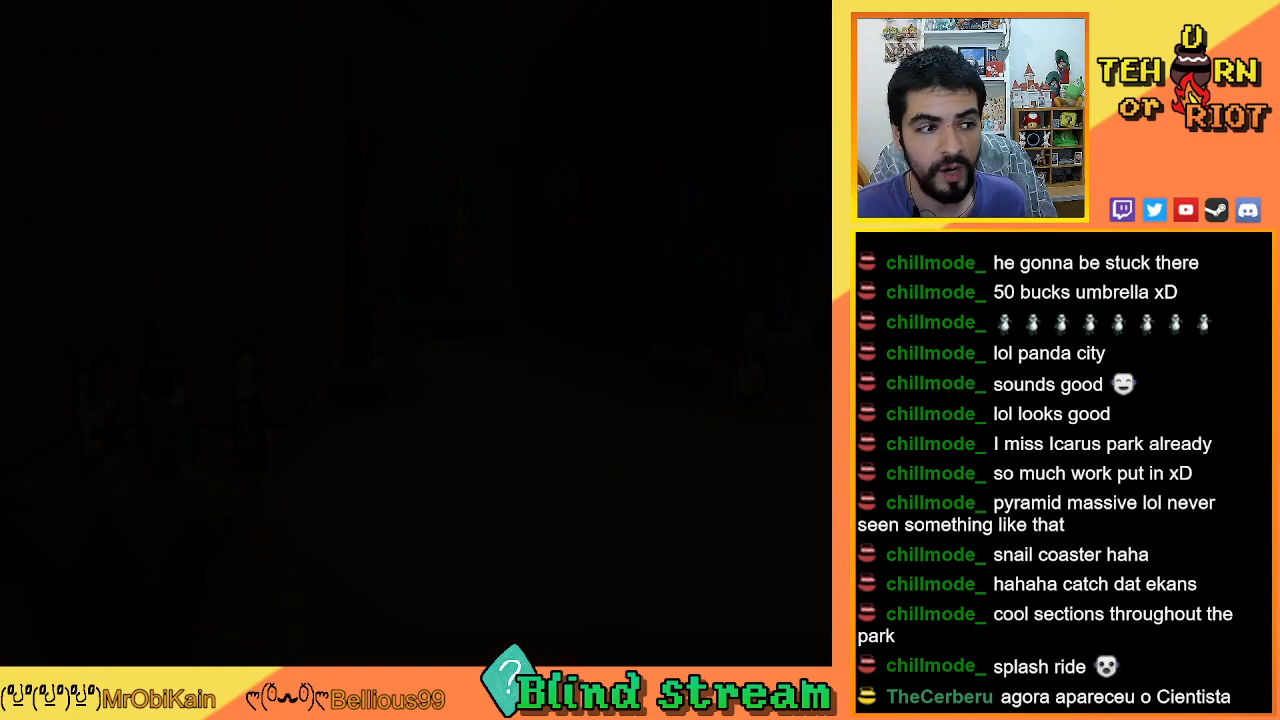 TEH URN
or RIOT
chillmode_ he gonna be stuck there
chillmode_ 50 bucks umbrella xD
chillmode_
chillmode_ lol panda city
chillmode_ sounds good
chillmode_ lol looks good
chillmode_ I miss Icarus park already
chillmode_ so much work put in xD
chillmode_ pyramid massive lol never
seen something like that
chillmode_ snail coaster haha
chillmode_ hahaha catch dat ekans
chillmode_ cool sections throughout the
park
chillmode_ splash ride
TheCerberu agora apareceu o Cientista
MrObiKain
Bellious99
? Blind stream